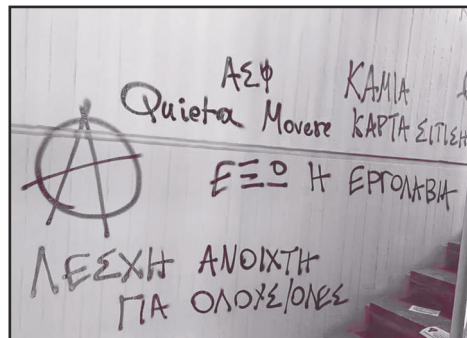 ΑΣΦ
Quieta Movere
ΚΑΜΙΑ
ΚΑΡΤΑ ΣΙΤΙΣΗ
ΕΞΩ Η ΕΡΓΟΛΑΒΙΑ
ΛΕΣΧΗ ΑΝΟΙΧΤΗ
ΓΙΑ ΟΛΟΥΣ/ΟΛΕΣ